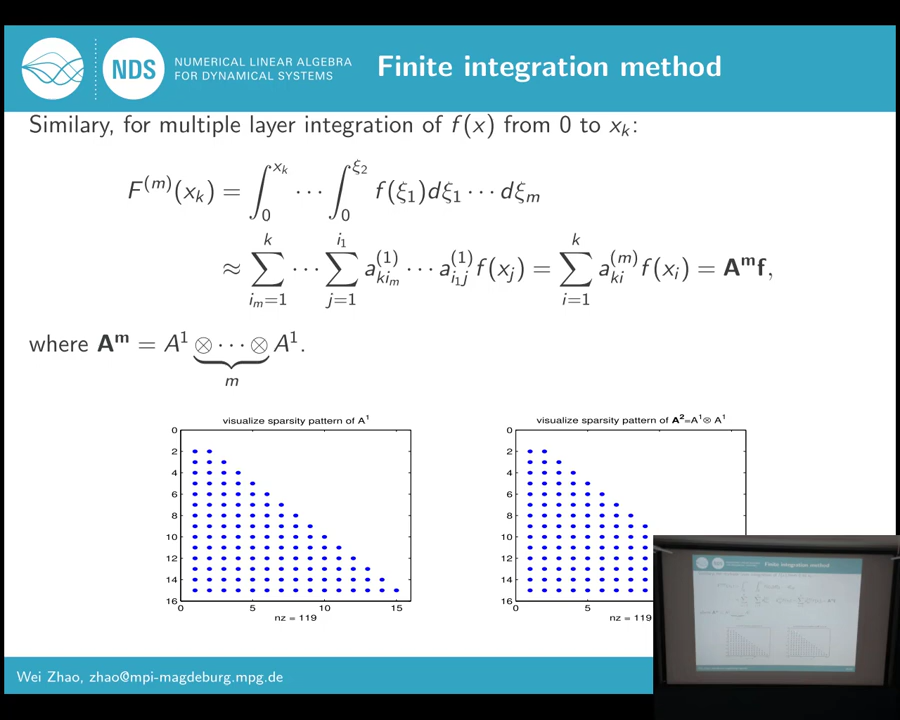 NDS
NUMERICAL LINEAR ALGEBRA
FOR DYNAMICAL SYSTEMS
Finite integration method
Similary, for multiple layer integration of f(x) from 0 to x_k:
F^(m)(x_k) = ∫_0^{x_k} ··· ∫_0^{ξ_2} f(ξ_1)dξ_1 ··· dξ_m
≈ ∑_{i_m=1}^{k} ··· ∑_{j=1}^{i_1} a_{ki_m}^{(1)} ··· a_{i_1j}^{(1)} f(x_j) = ∑_{i=1}^{k} a_{ki}^{(m)} f(x_i) = A^m f,
where A^m = A^1 ⊗ ··· ⊗ A^1.
m
visualize sparsity pattern of A^1
0
2
4
6
8
10
12
14
16
0 5 10 15
nz = 119
visualize sparsity pattern of A^2=A^1⊗ A^1
0
2
4
6
8
10
12
14
16
0 5
nz = 119
Finite integration method
Wei Zhao, zhao@mpi-magdeburg.mpg.de